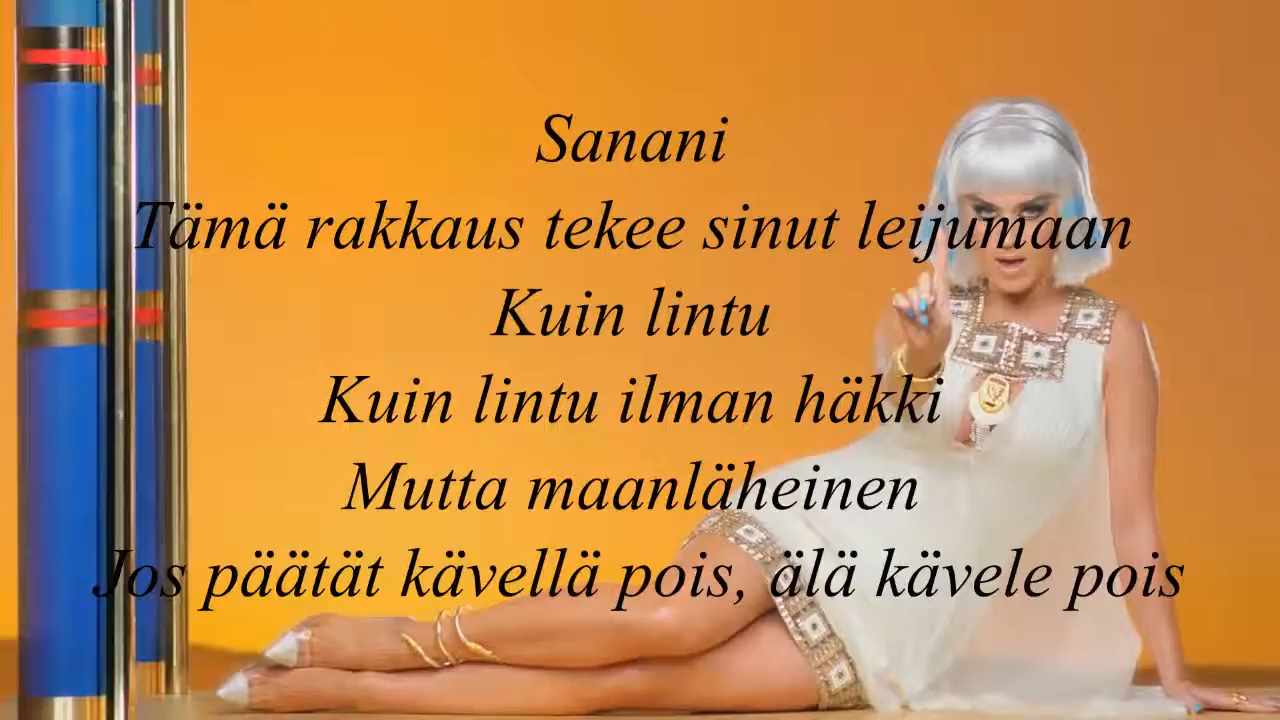 Sanani
Tämä rakkaus tekee sinut leijumaan
Kuin lintu
Kuin lintu ilman häkki
Mutta maanläheinen
Jos päätät kävellä pois, älä kävele pois